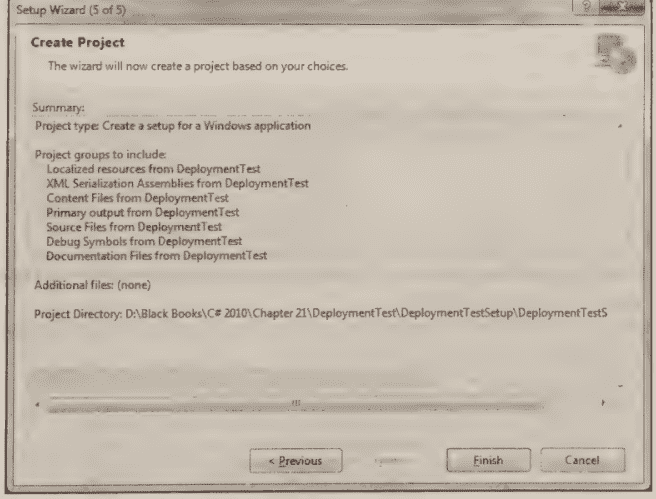 Setup Wizard (5 of 5)
Create Project
The wizard will now create a project based on your choices.
Summary:
Project type: Create a setup for a Windows application
Project groups to include:
Localized resources from DeploymentTest
XML Serialization Assemblies from DeploymentTest
Content Files from DeploymentTest
Primary output from DeploymentTest
Source Files from DeploymentTest
Debug Symbols from DeploymentTest
Documentation Files from DeploymentTest
Additional files: (none)
Project Directory: D:\Black Books\C# 2010\Chapter 21\DeploymentTest\DeploymentTestSetup\DeploymentTestS
< Previous
Finish
Cancel